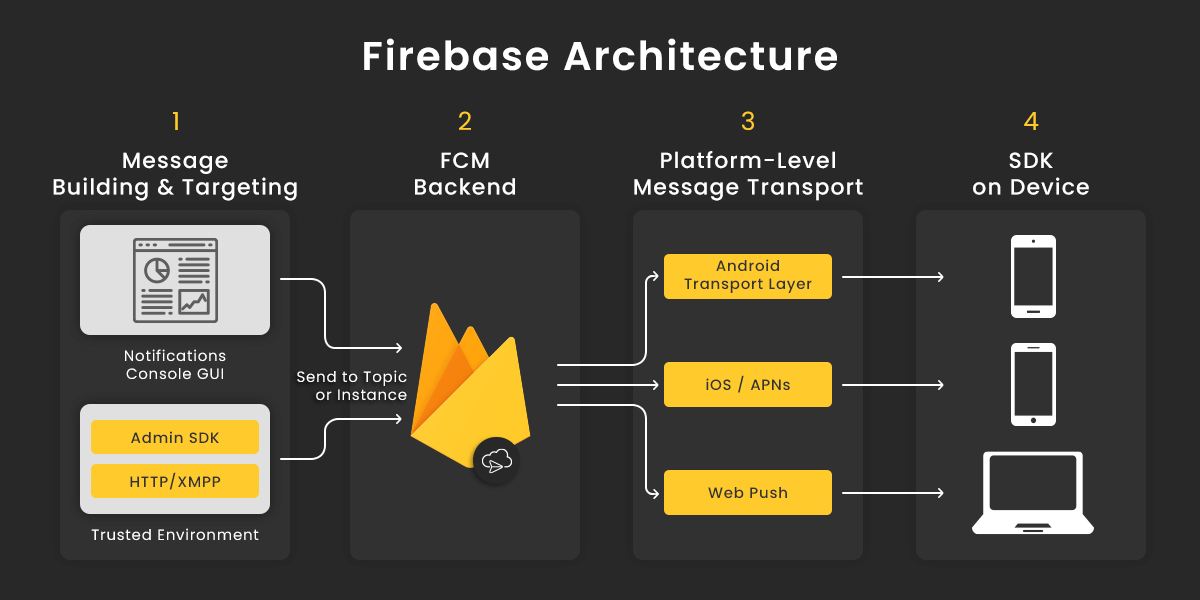 Firebase Architecture
1
Message
Building & Targeting
Notifications
Console GUI
Admin SDK
HTTP/XMPP
Trusted Environment
Send to Topic
or Instance
2
FCM
Backend
3
Platform-Level
Message Transport
Android
Transport Layer
iOS / APNs
Web Push
4
SDK
on Device